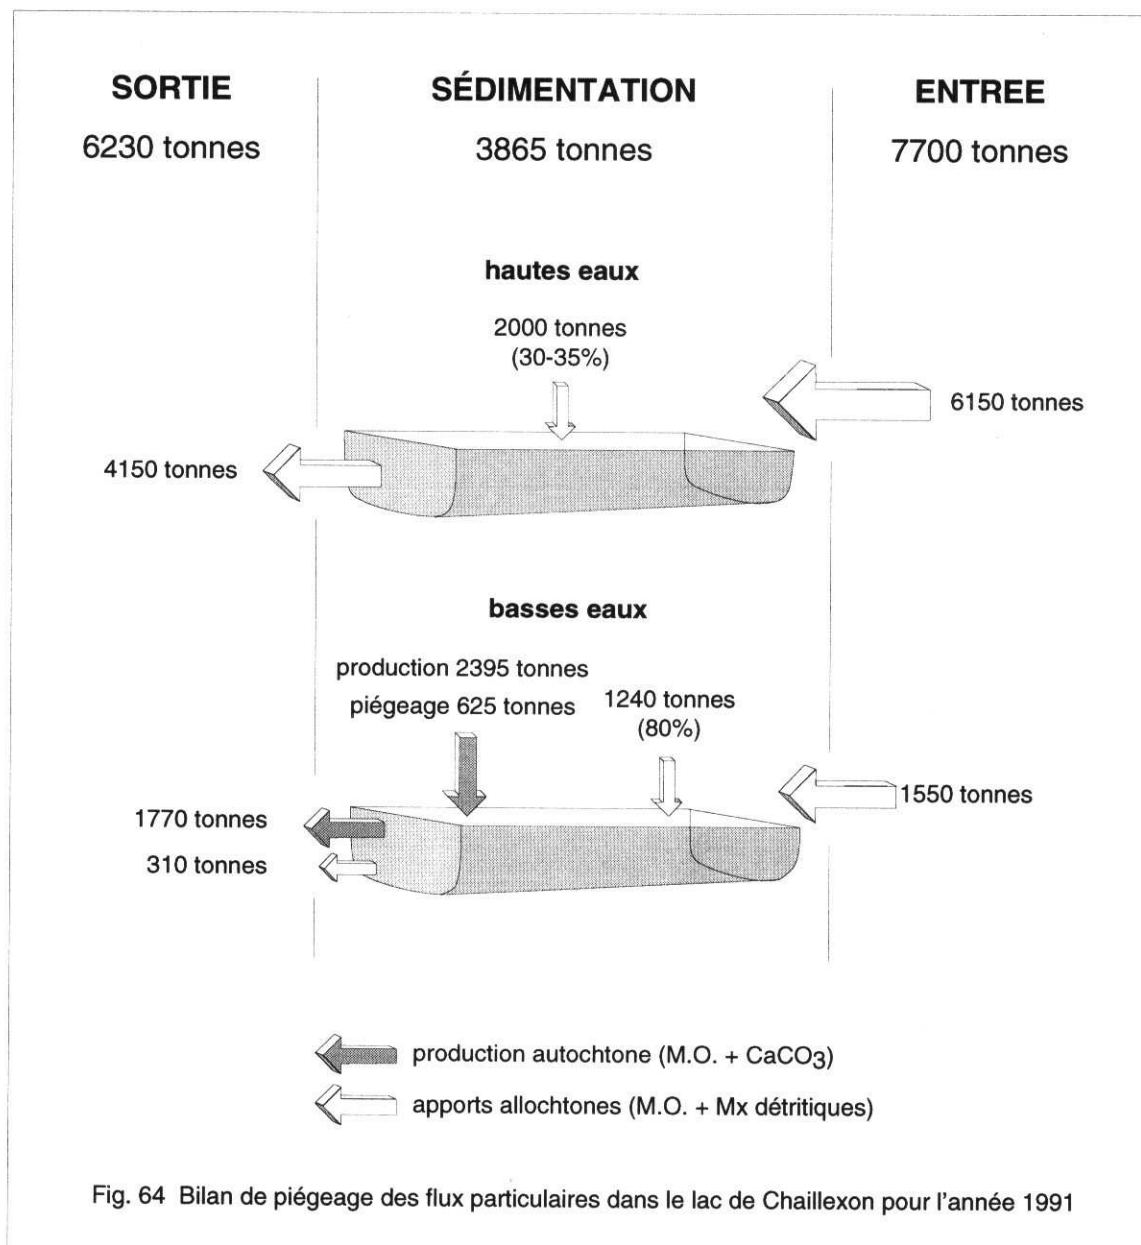 SORTIE
6230 tonnes
SÉDIMENTATION
3865 tonnes
ENTREE
7700 tonnes
hautes eaux
2000 tonnes
(30-35%)
6150 tonnes
4150 tonnes
basses eaux
production 2395 tonnes
piégeage 625 tonnes
1240 tonnes
(80%)
1550 tonnes
1770 tonnes
310 tonnes
production autochtone (M.O. + CaCO3)
apports allochtones (M.O. + Mx détritiques)
Fig. 64 Bilan de piégeage des flux particulaires dans le lac de Chaillexon pour l'année 1991